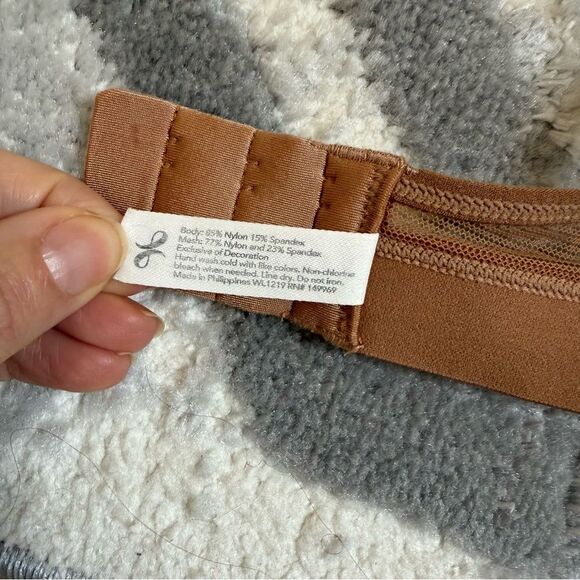 Body: 85% Nylon 15% Spandex
Mesh: 77% Nylon and 23% Spandex
Exclusive of Decoration
Hand wash cold with like colors. Non-chlorine
bleach when needed. Line dry. Do not iron.
Made in Philippines WL1219 RN# 149969